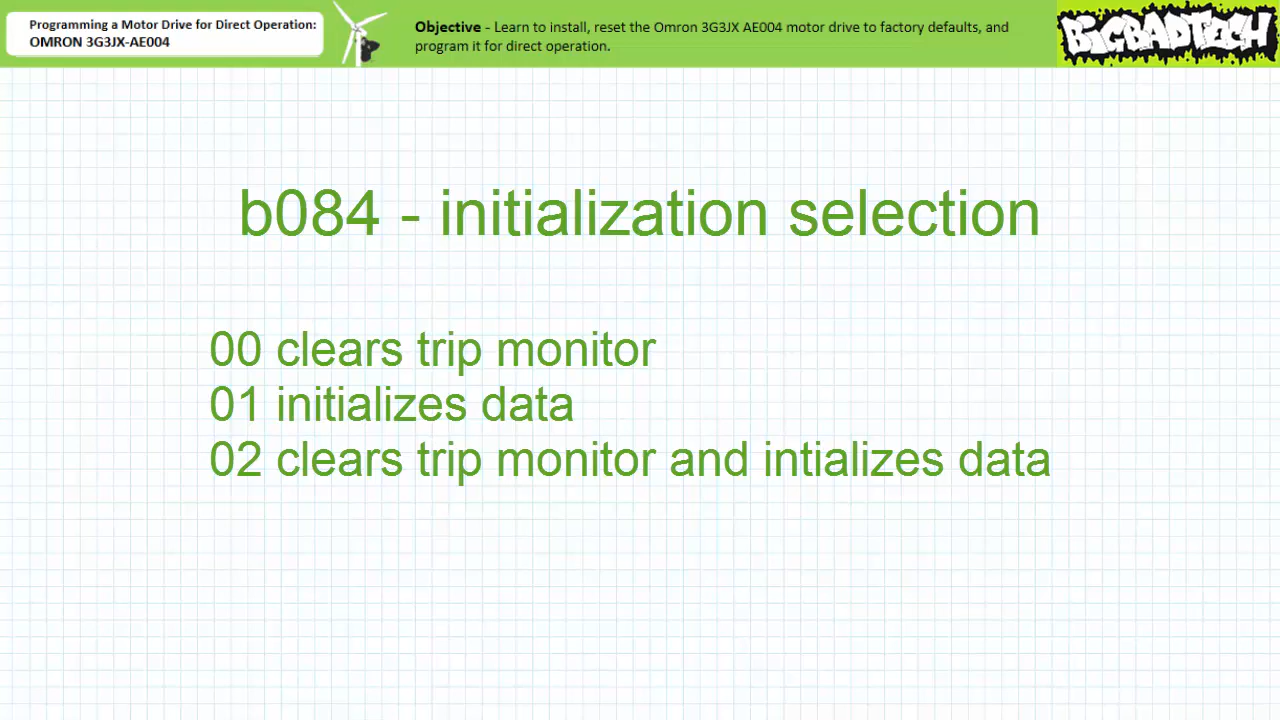 Programming a Motor Drive for Direct Operation:
OMRON 3G3JX-AE004
Objective - Learn to install, reset the Omron 3G3JX AE004 motor drive to factory defaults, and
program it for direct operation.
BIGBADTECH
b084 - initialization selection
00 clears trip monitor
01 initializes data
02 clears trip monitor and intializes data